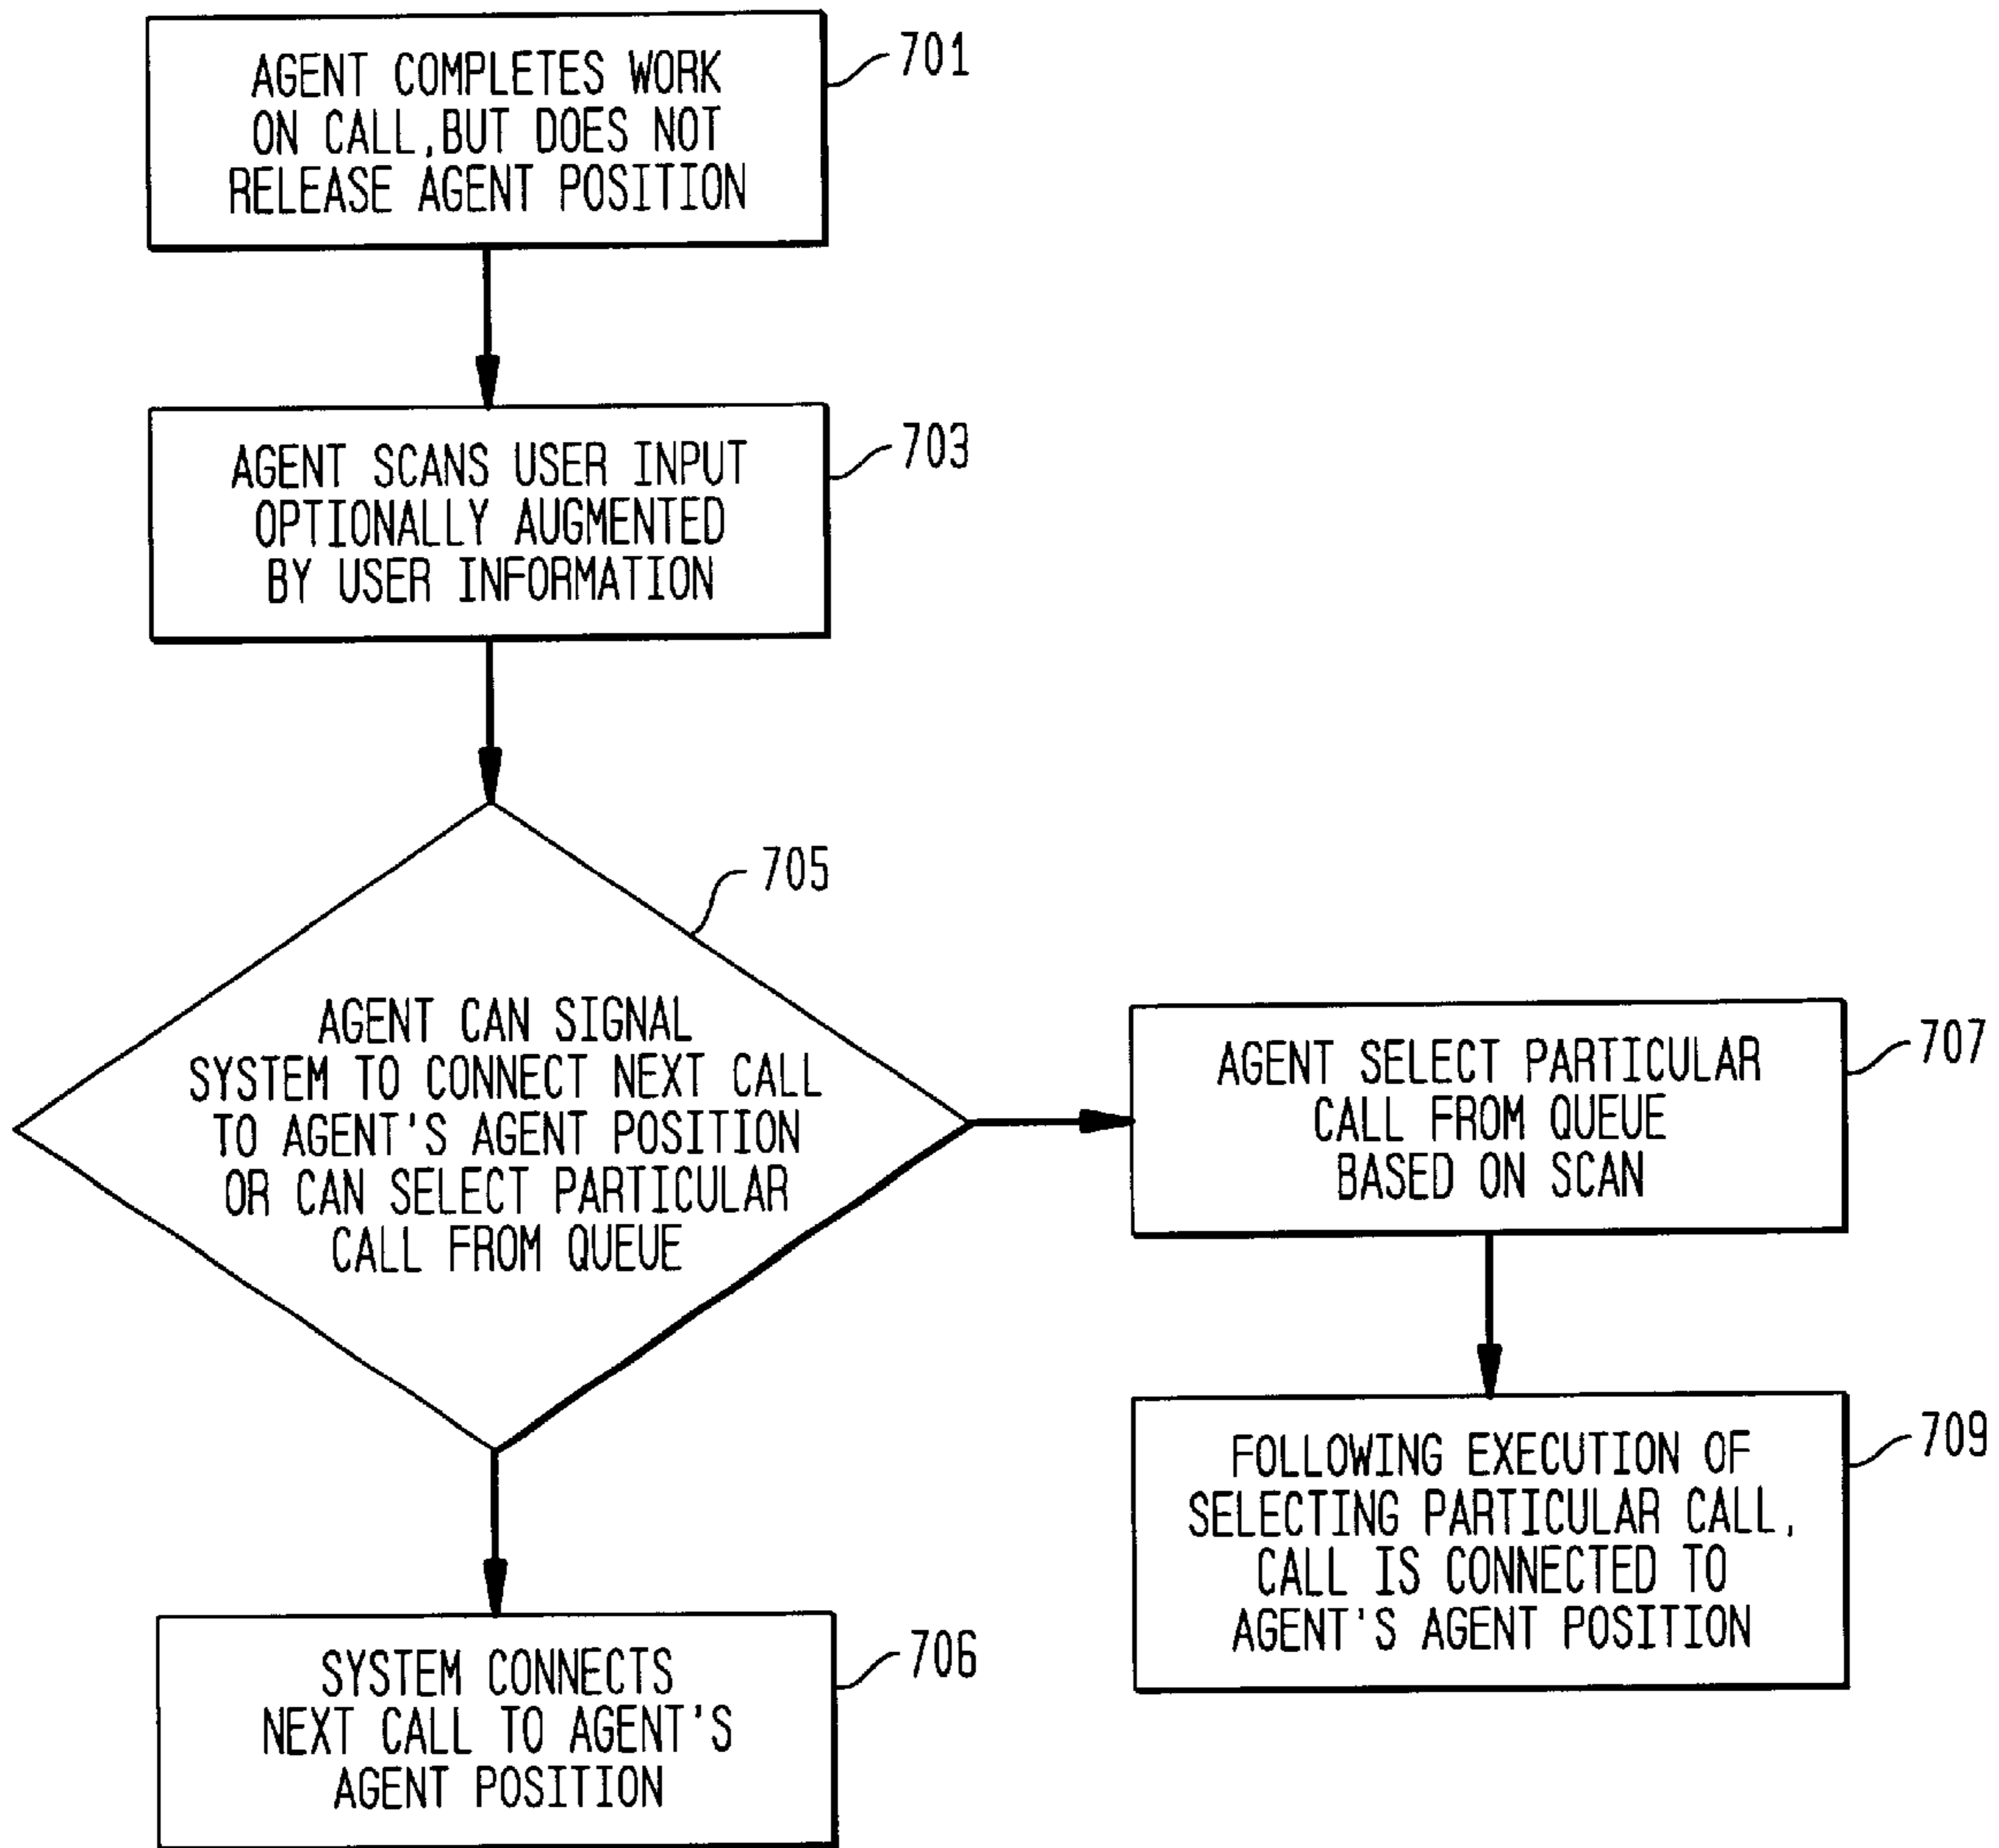 AGENT COMPLETES WORK
ON CALL, BUT DOES NOT
RELEASE AGENT POSITION
701
AGENT SCANS USER INPUT
OPTIONALLY AUGMENTED
BY USER INFORMATION
703
705
AGENT CAN SIGNAL
SYSTEM TO CONNECT NEXT CALL
TO AGENT'S AGENT POSITION
OR CAN SELECT PARTICULAR
CALL FROM QUEUE
AGENT SELECT PARTICULAR
CALL FROM QUEUE
BASED ON SCAN
707
FOLLOWING EXECUTION OF
SELECTING PARTICULAR CALL,
CALL IS CONNECTED TO
AGENT'S AGENT POSITION
709
SYSTEM CONNECTS
NEXT CALL TO AGENT'S
AGENT POSITION
706